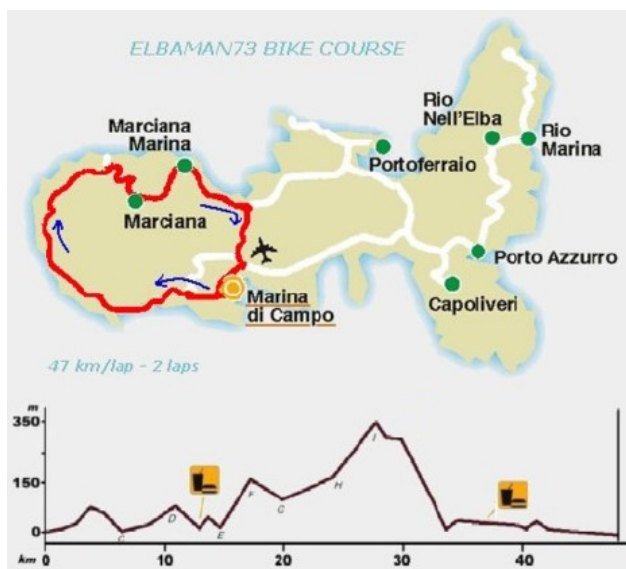 ELBAMAN73 BIKE COURSE
Rio
Nell'Elba
Marciana
Marina
Rio
Marina
Portoferraio
Marciana
Porto Azzurro
Capoliveri
Marina
di Campo
47 km/lap - 2 laps
m
350
150
0
C
D
E
F
G
H
I
km 0 10 20 30 40